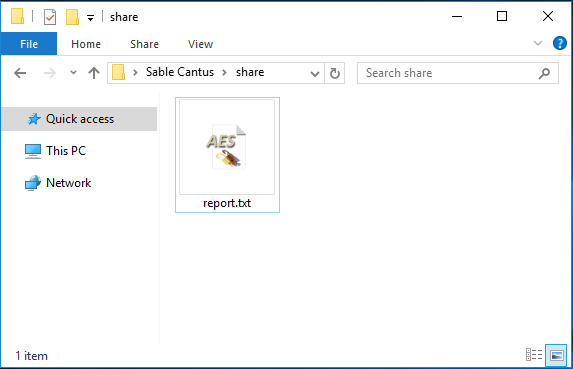 share
File Home Share View
Sable Cantus share Search share
Quick access
This PC
Network
AES
report.txt
1 item